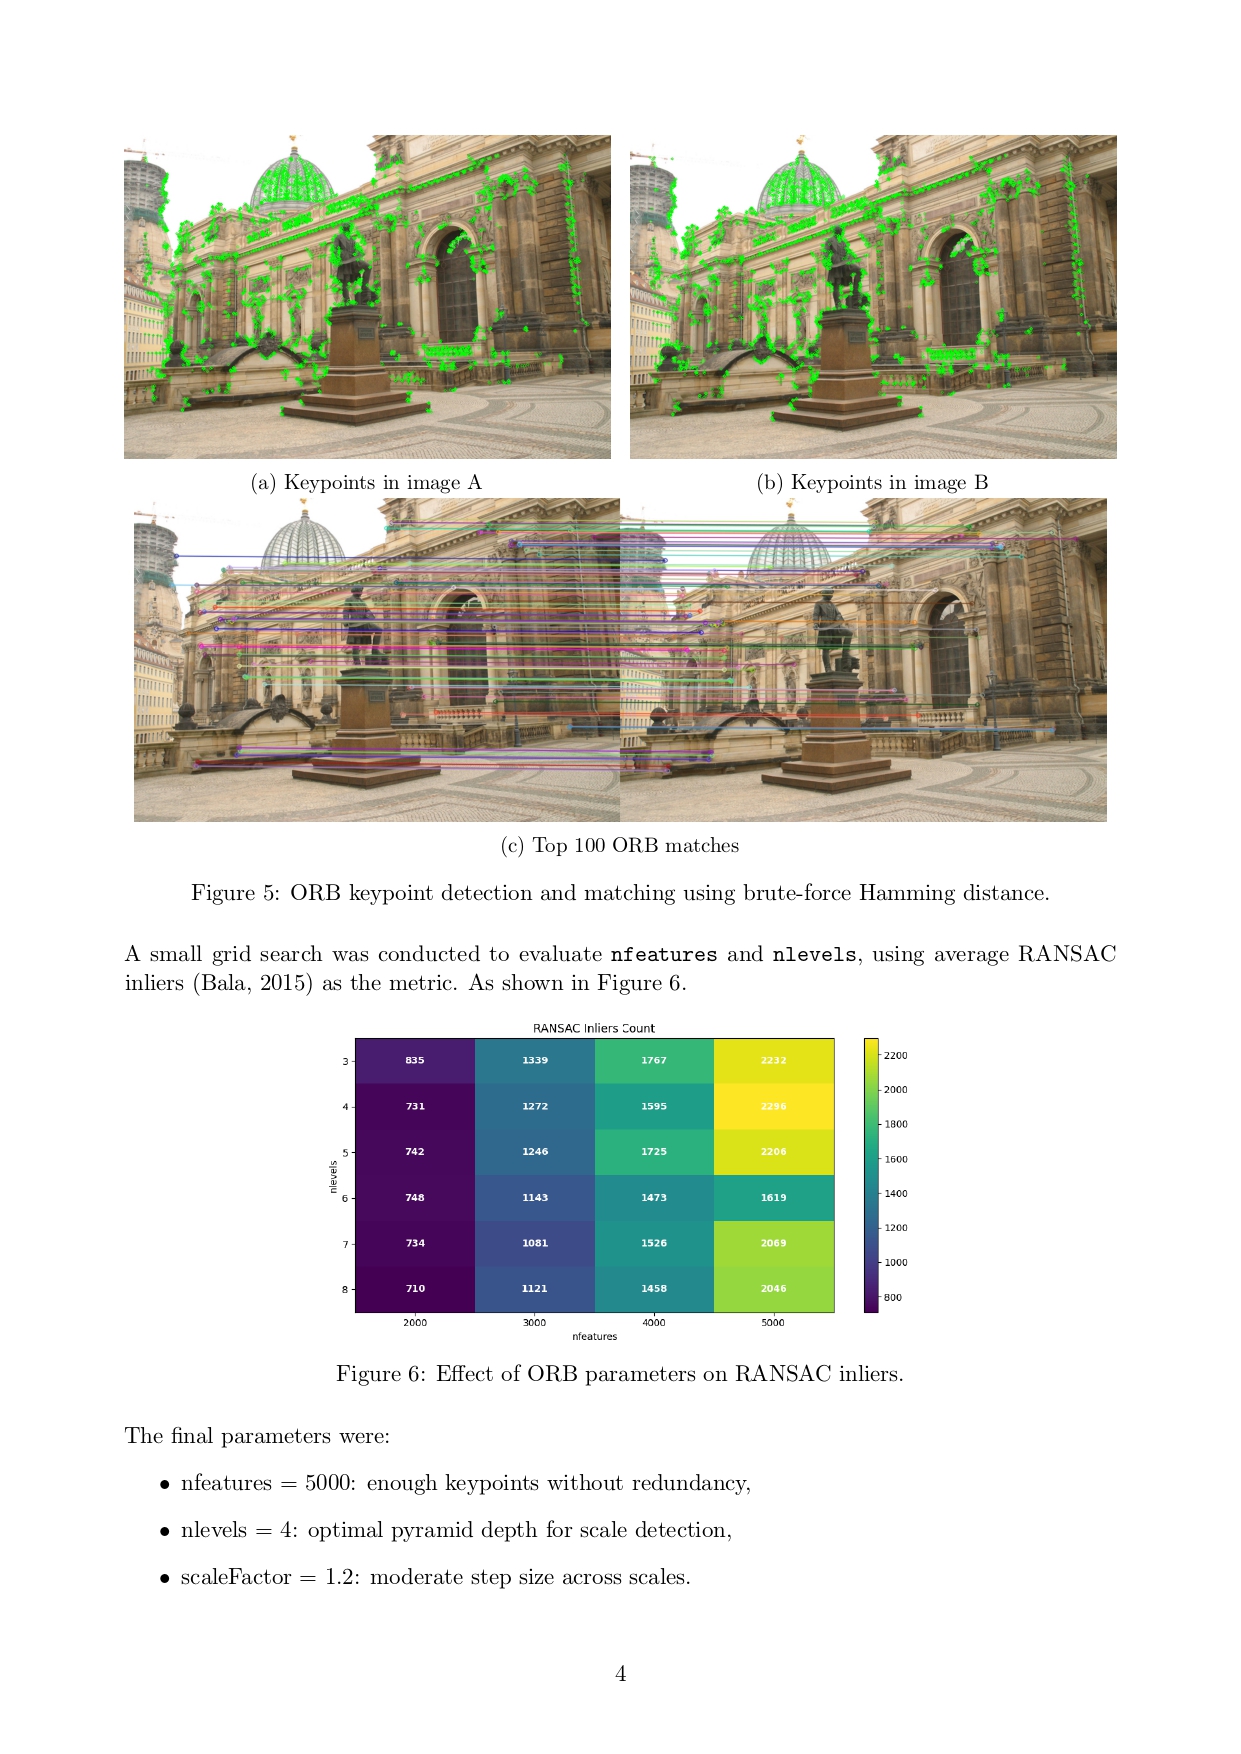 (a) Keypoints in image A
(b) Keypoints in image B
(c) Top 100 ORB matches
Figure 5: ORB keypoint detection and matching using brute-force Hamming distance.
A small grid search was conducted to evaluate nfeatures and nlevels, using average RANSAC
inliers (Bala, 2015) as the metric. As shown in Figure 6.
RANSAC Inliers Count
3 835 1339 1767 2232
4 731 1272 1595 2296
5 742 1246 1725 2206
6 748 1143 1473 1619
7 734 1081 1526 2069
8 710 1121 1458 2046
nlevels
2000 3000 4000 5000
nfeatures
2200
2000
1800
1600
1400
1200
1000
800
Figure 6: Effect of ORB parameters on RANSAC inliers.
The final parameters were:
• nfeatures = 5000: enough keypoints without redundancy,
• nlevels = 4: optimal pyramid depth for scale detection,
• scaleFactor = 1.2: moderate step size across scales.
4